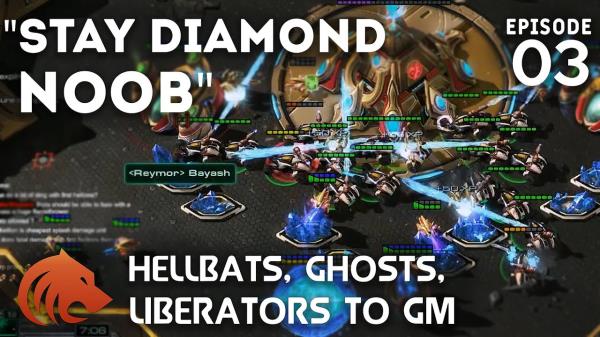 "STAY DIAMOND
NOOB"
EPISODE
03
<Reymor> Bayash
HELLBATS, GHOSTS,
LIBERATORS TO GM
7:06